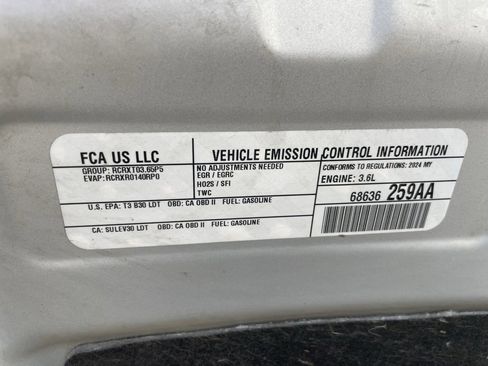 FCA US LLC
GROUP: RCRXT03.65P5
EVAP: RCRXR0140RP0
VEHICLE EMISSION CONTROL INFORMATION
NO ADJUSTMENTS NEEDED
EGR / EGRC
HO2S / SFI
TWC
CONFORMS TO REGULATIONS: 2024 MY
ENGINE: 3.6L
68636 259AA
U.S. EPA: T3 B30 LDT OBD: CA OBD II FUEL: GASOLINE
CA: SULEV30 LDT OBD: CA OBD II FUEL: GASOLINE